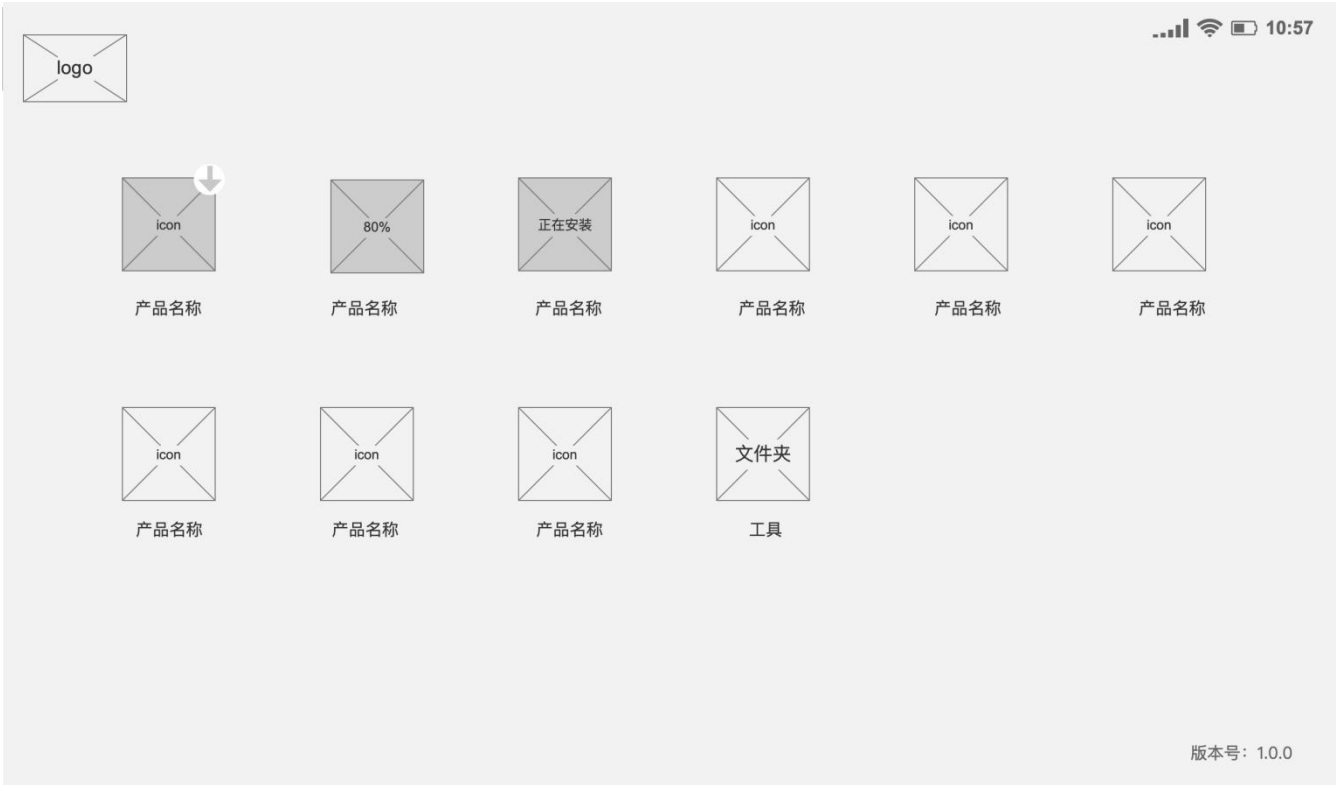 10:57
logo
icon 80% 正在安装 icon icon icon
产品名称 产品名称 产品名称 产品名称 产品名称 产品名称
icon icon icon 文件夹
产品名称 产品名称 产品名称 工具
版本号：1.0.0